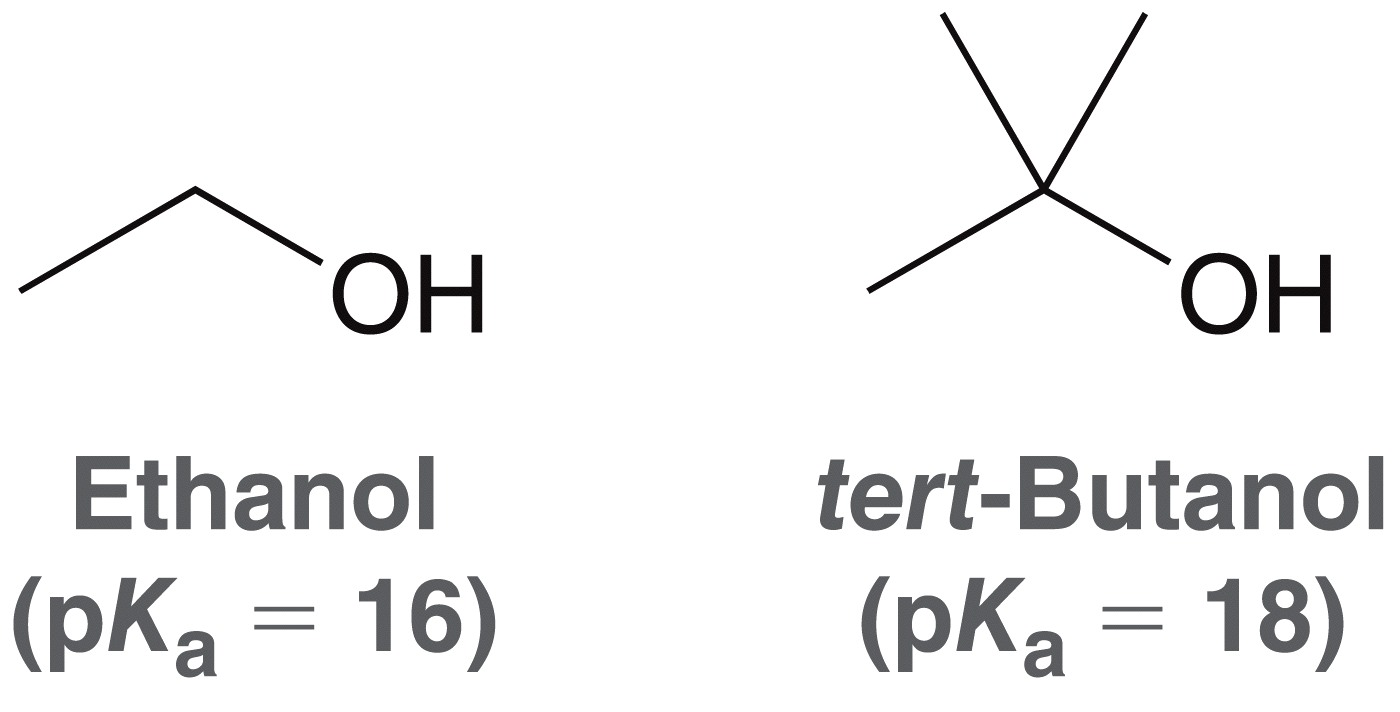 OH OH
Ethanol tert-Butanol
(pKa = 16) (pKa = 18)